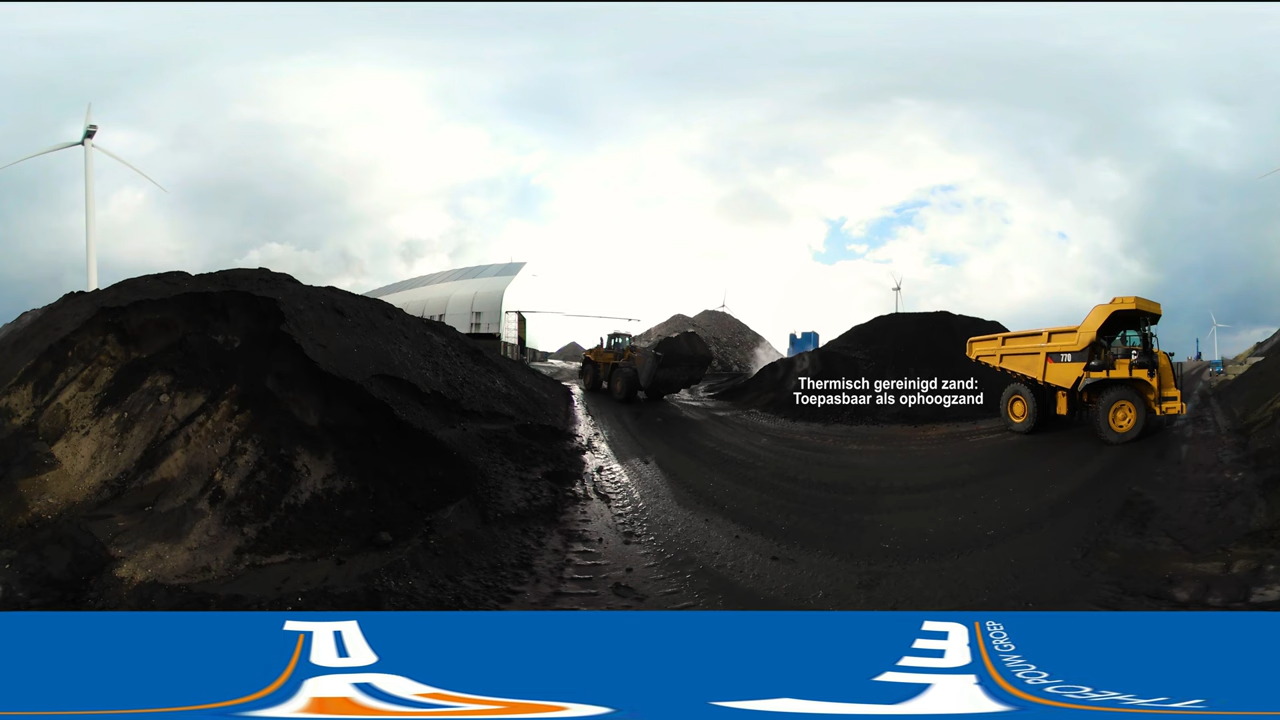 Thermisch gereinigd zand:
Toepasbaar als ophoogzand
770
THEO POUW GROEP